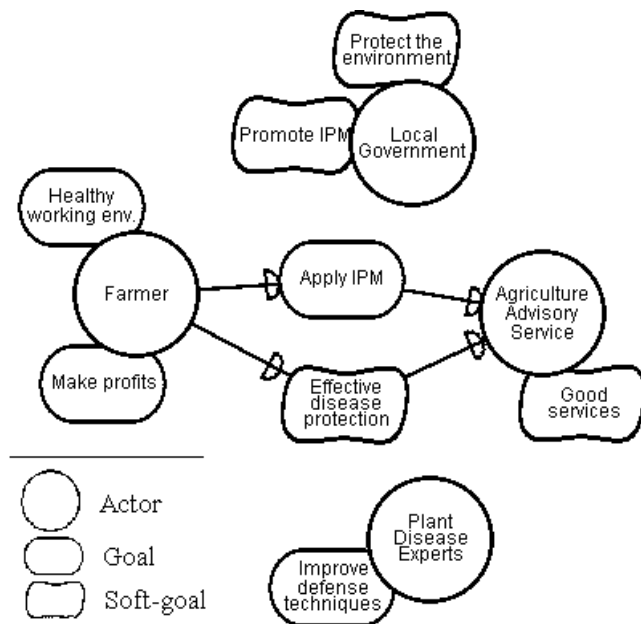 Protect the
environment
Promote IPM
Local
Government
Healthy
working env.
Farmer
Make profits
Apply IPM
Effective
disease
protection
Agriculture
Advisory
Service
Good
services
Actor
Goal
Soft-goal
Plant
Disease
Experts
Improve
defense
techniques